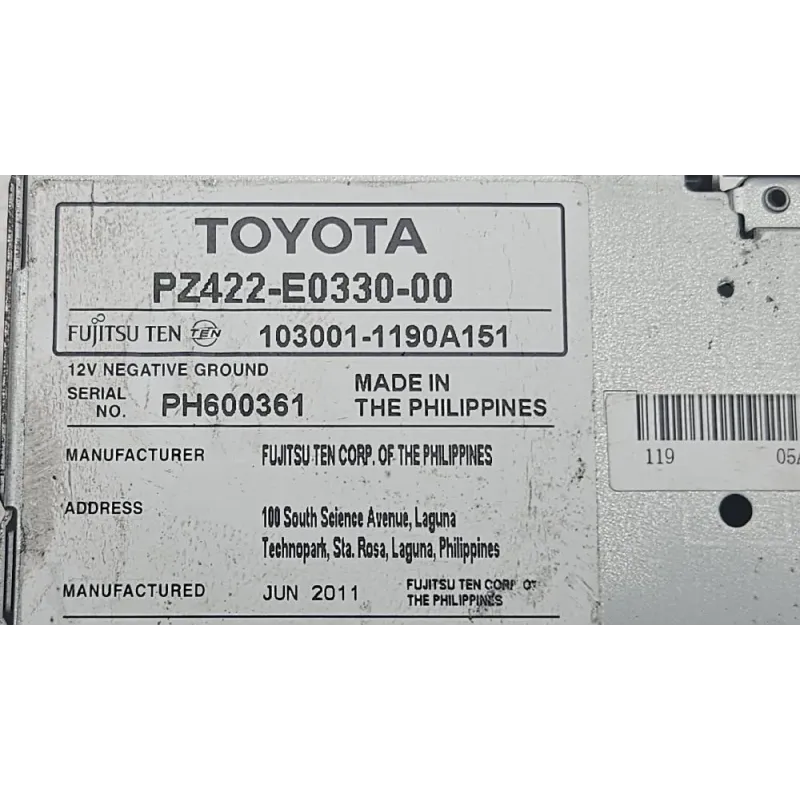 TOYOTA
PZ422-E0330-00
FUJITSU TEN TEN 103001-1190A151
12V NEGATIVE GROUND
SERIAL NO. PH600361
MADE IN THE PHILIPPINES
MANUFACTURER FUJITSU TEN CORP. OF THE PHILIPPINES
ADDRESS 100 South Science Avenue, Laguna
Technopark, Sta. Rosa, Laguna, Philippines
MANUFACTURED JUN 2011 FUJITSU TEN CORP OF
THE PHILIPPINES
119 05A